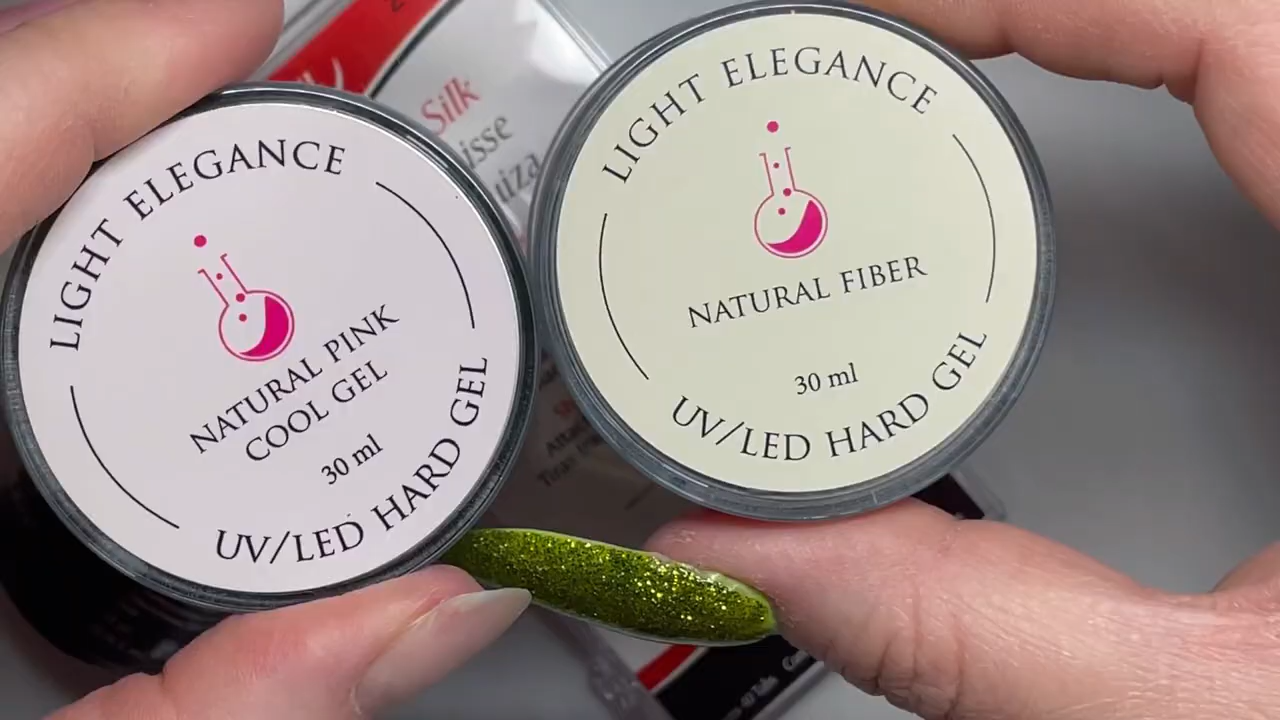 LIGHT ELEGANCE
NATURAL PINK
COOL GEL
30 ml
UV/LED HARD GEL
LIGHT ELEGANCE
NATURAL FIBER
30 ml
UV/LED HARD GEL
Silk